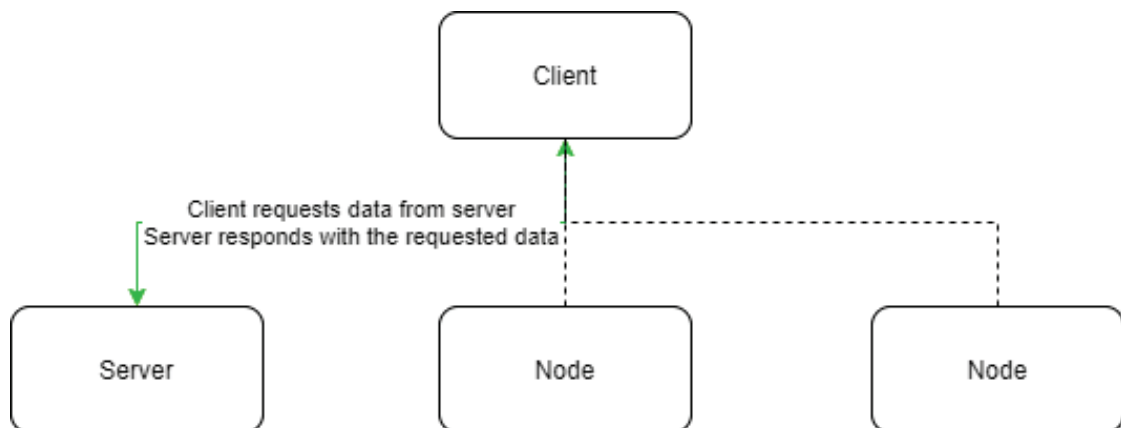 Client
Client requests data from server
Server responds with the requested data
Server
Node
Node